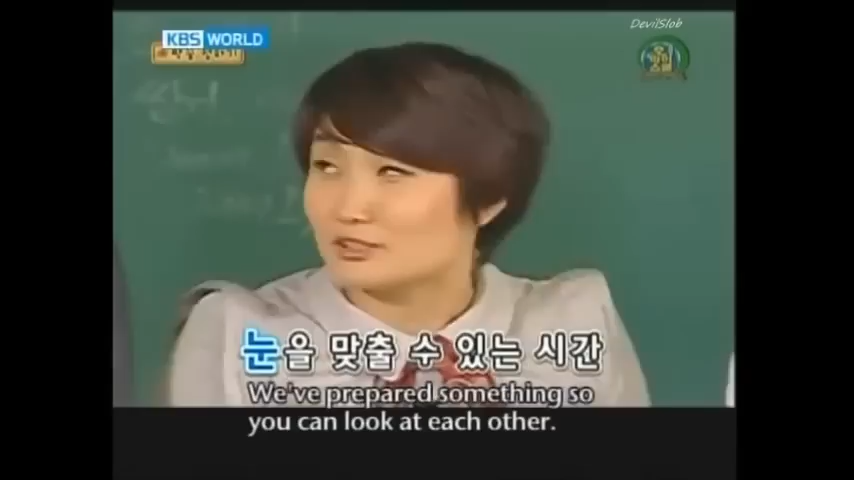 DevilSlob
KBS WORLD
눈을 맞출 수 있는 시간
We've prepared something so
you can look at each other.